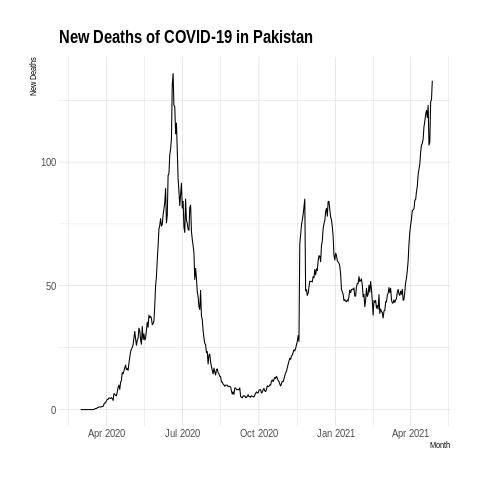 New Deaths of COVID-19 in Pakistan
New Deaths
100
50
0
Apr 2020 Jul 2020 Oct 2020 Jan 2021 Apr 2021
Month